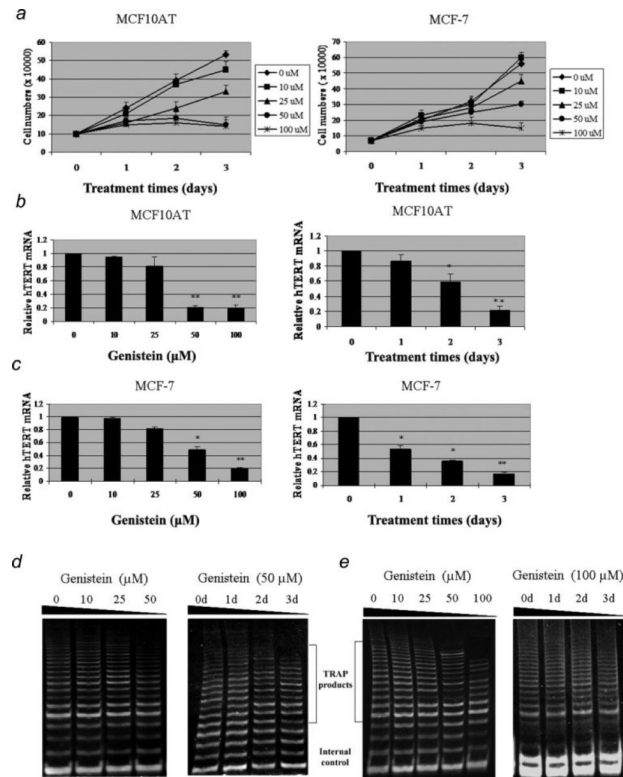 a
MCF10AT
Cell numbers (x 10000)
60
50
40
30
20
10
0
0 1 2 3
Treatment times (days)
0 uM
10 uM
25 uM
50 uM
100 uM
MCF-7
Cell numbers (x 10000)
70
60
50
40
30
20
10
0
0 1 2 3
Treatment times (days)
0 uM
10 uM
25 uM
50 uM
100 uM
b
MCF10AT
Relative hTERT mRNA
1.2
1
0.8
0.6
0.4
0.2
0
** **
0 10 25 50 100
Genistein (µM)
MCF10AT
Relative hTERT mRNA
1.2
1
0.8
0.6
0.4
0.2
0
* **
0 1 2 3
Treatment times (days)
c
MCF-7
Relative hTERT mRNA
1.2
1
0.8
0.6
0.4
0.2
0
* **
0 10 25 50 100
Genistein (µM)
MCF-7
Relative hTERT mRNA
1.2
1
0.8
0.6
0.4
0.2
0
* * **
0 1 2 3
Treatment times (days)
d
Genistein (µM)
0 10 25 50
Genistein (50 µM)
0d 1d 2d 3d
TRAP
products
Internal
control
e
Genistein (µM)
0 10 25 50 100
Genistein (100 µM)
0d 1d 2d 3d